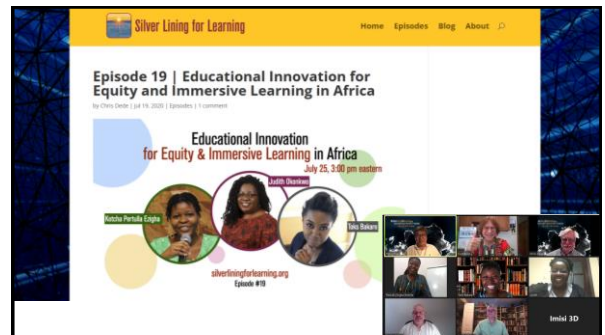 Silver Lining for Learning
Home Episodes Blog About
Episode 19 | Educational Innovation for
Equity and Immersive Learning in Africa
by Chris Dede | Jul 19, 2020 | Episodes | 1 comment
Educational Innovation
for Equity & Immersive Learning in Africa
July 25, 3:00 pm eastern
Judith Okonkwo
Ketcha Pertulla Ezigha
Toko Bakare
silverliningforlearning.org
Episode #19
Imisi 3D